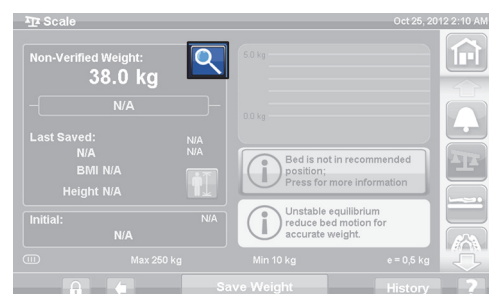 Scale
Oct 25, 2012 2:10 AM
Non-Verified Weight:
38.0 kg
N/A
Last Saved:
N/A
N/A
N/A
BMI N/A
Height N/A
Initial:
N/A
N/A
5.0 kg
0.0 kg
Bed is not in recommended
position;
Press for more information
Unstable equilibrium
reduce bed motion for
accurate weight.
Max 250 kg
Min 10 kg
e = 0,5 kg
Save Weight
History
?